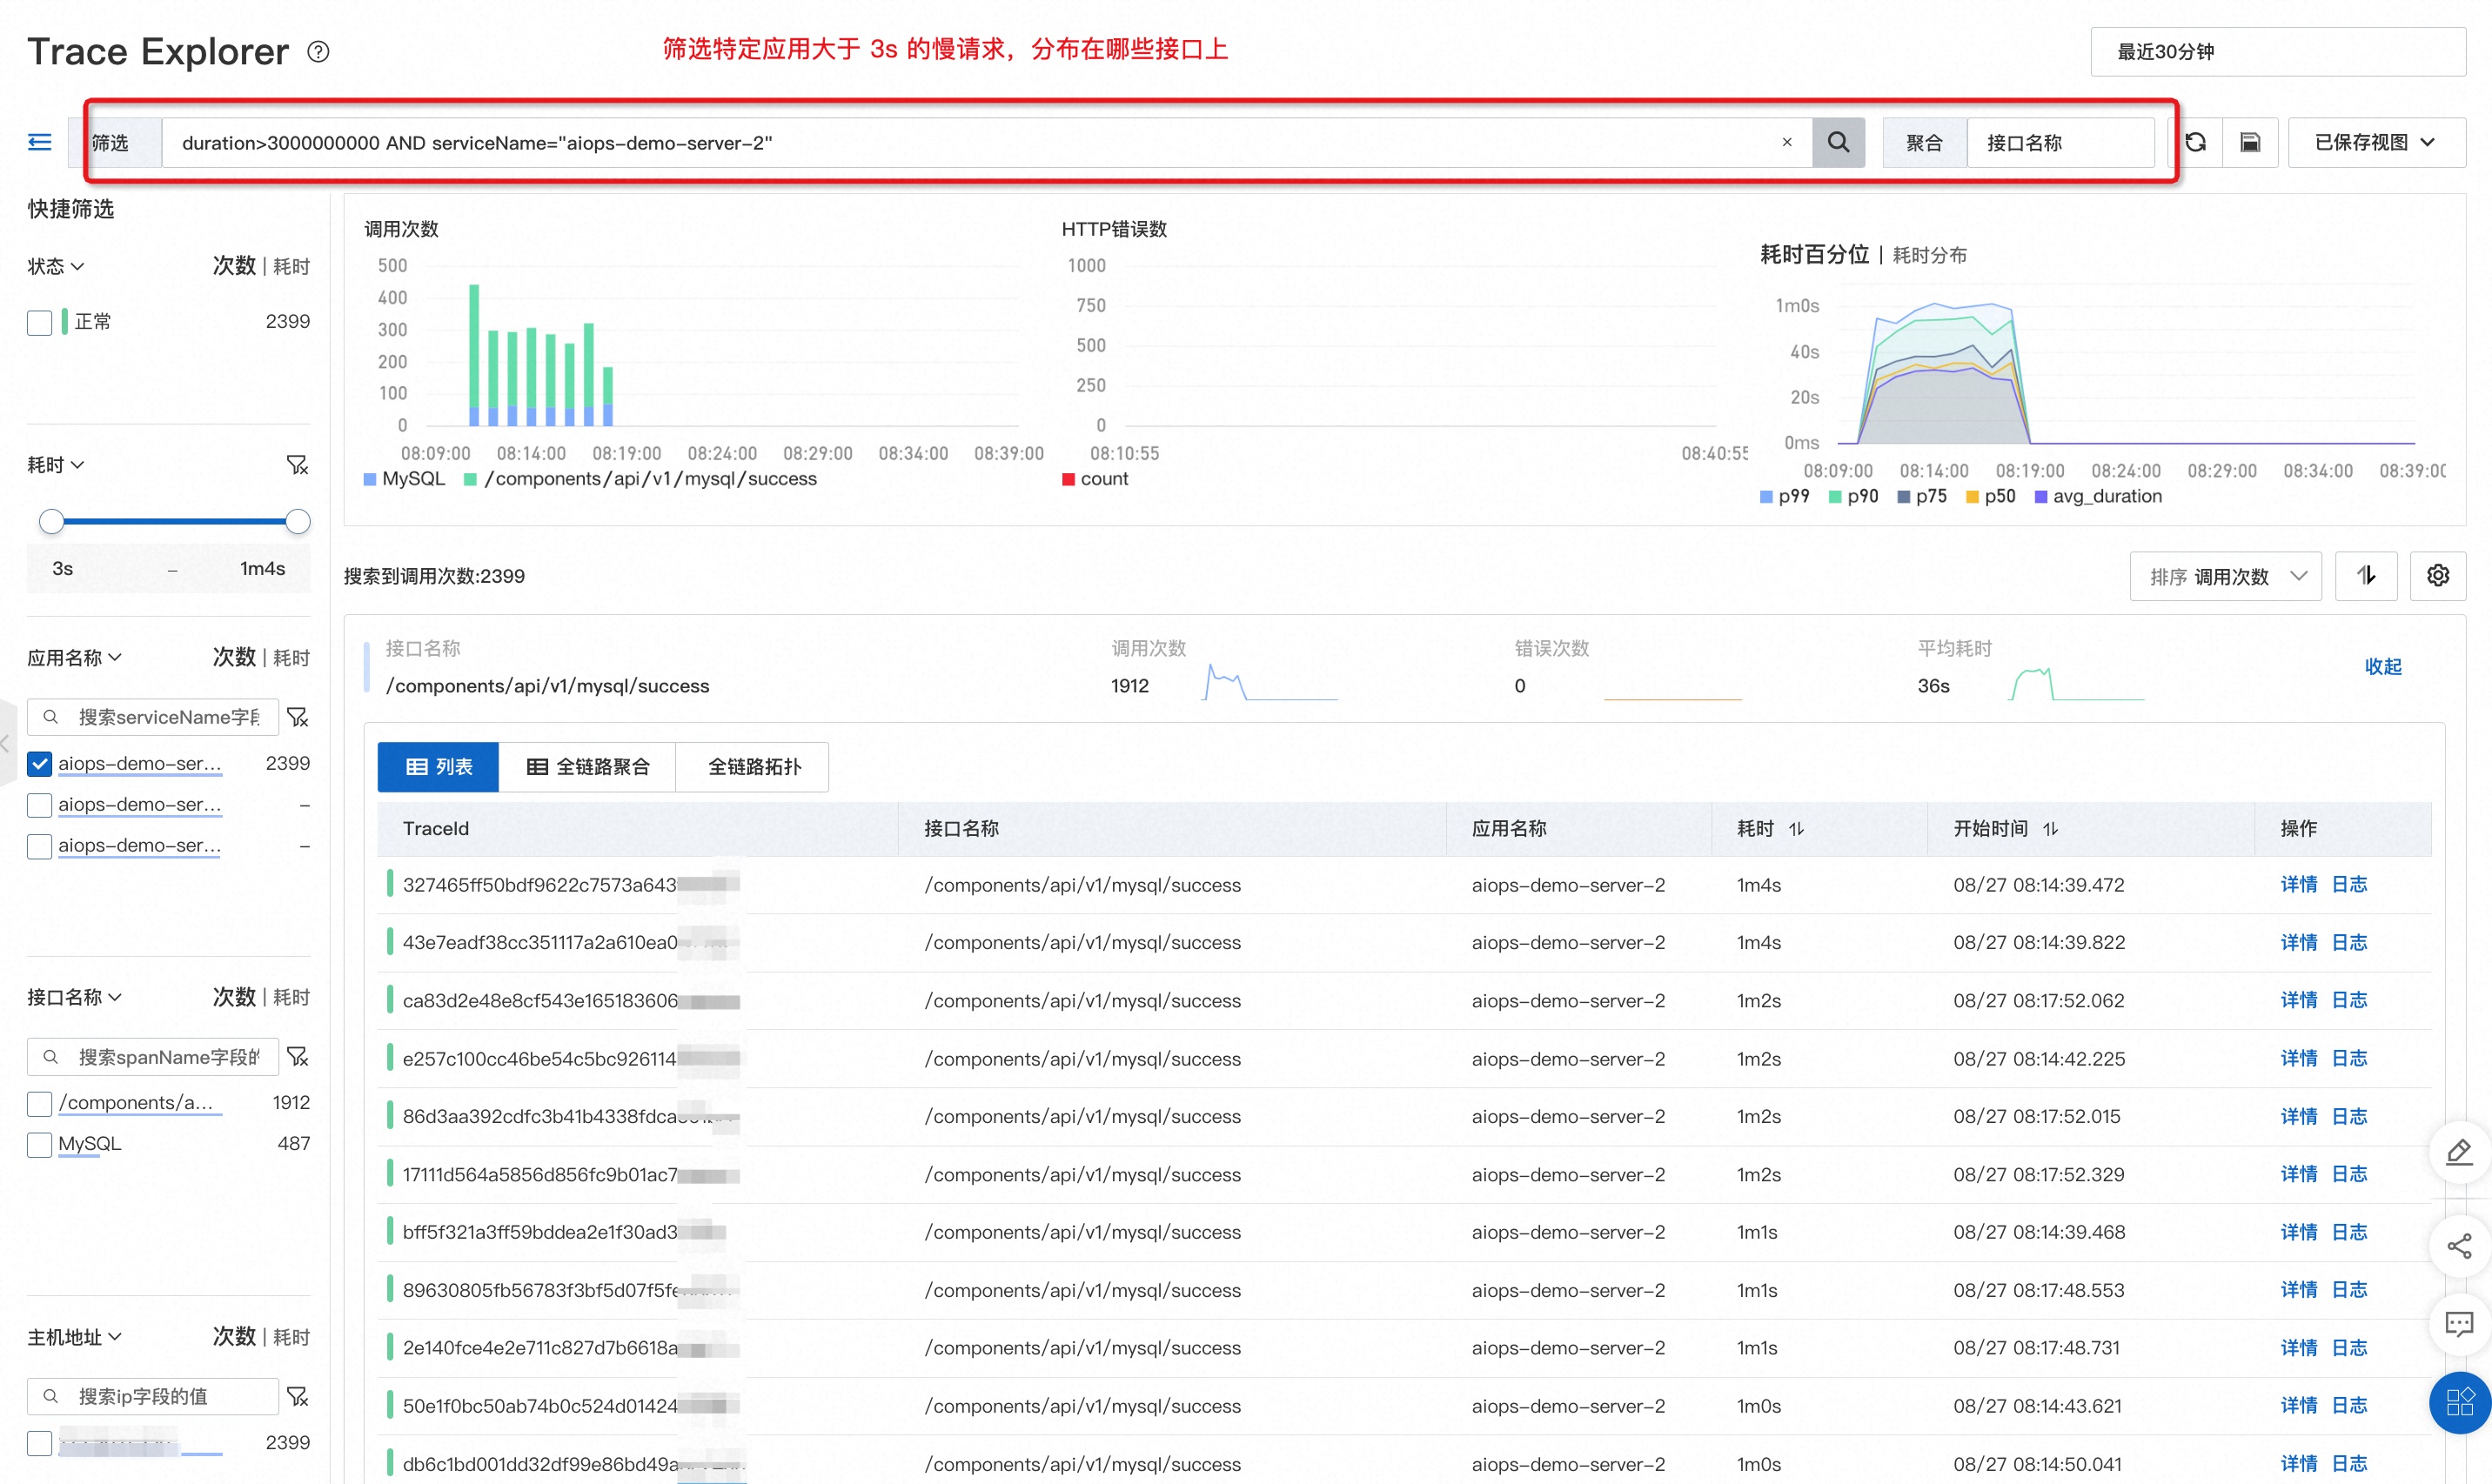 Trace Explorer
筛选特定应用大于 3s 的慢请求，分布在哪些接口上
最近30分钟
筛选
duration>3000000000 AND serviceName="aiops-demo-server-2"
聚合
接口名称
已保存视图
快捷筛选
状态
次数 | 耗时
正常 2399
耗时
3s – 1m4s
应用名称
次数 | 耗时
搜索serviceName字段
aiops-demo-ser... 2399
aiops-demo-ser... –
aiops-demo-ser... –
接口名称
次数 | 耗时
搜索spanName字段的
/components/a... 1912
MySQL 487
主机地址
次数 | 耗时
搜索ip字段的值
2399
调用次数
500
400
300
200
100
0
08:09:00 08:14:00 08:19:00 08:24:00 08:29:00 08:34:00 08:39:00
MySQL /components/api/v1/mysql/success
HTTP错误数
1000
750
500
250
0
08:10:55 08:40:55
count
耗时百分位 | 耗时分布
1m0s
40s
20s
0ms
08:09:00 08:14:00 08:19:00 08:24:00 08:29:00 08:34:00 08:39:00
p99 p90 p75 p50 avg_duration
搜索到调用次数:2399
排序 调用次数
接口名称 调用次数 错误次数 平均耗时
/components/api/v1/mysql/success 1912 0 36s
收起
列表 全链路聚合 全链路拓扑
TraceId 接口名称 应用名称 耗时 开始时间 操作
327465ff50bdf9622c7573a643 /components/api/v1/mysql/success aiops-demo-server-2 1m4s 08/27 08:14:39.472 详情 日志
43e7eadf38cc351117a2a610ea0 /components/api/v1/mysql/success aiops-demo-server-2 1m4s 08/27 08:14:39.822 详情 日志
ca83d2e48e8cf543e165183606 /components/api/v1/mysql/success aiops-demo-server-2 1m2s 08/27 08:17:52.062 详情 日志
e257c100cc46be54c5bc926114 /components/api/v1/mysql/success aiops-demo-server-2 1m2s 08/27 08:14:42.225 详情 日志
86d3aa392cdfc3b41b4338fdca /components/api/v1/mysql/success aiops-demo-server-2 1m2s 08/27 08:17:52.015 详情 日志
17111d564a5856d856fc9b01ac7 /components/api/v1/mysql/success aiops-demo-server-2 1m2s 08/27 08:17:52.329 详情 日志
bff5f321a3ff59bddea2e1f30ad3 /components/api/v1/mysql/success aiops-demo-server-2 1m1s 08/27 08:14:39.468 详情 日志
89630805fb56783f3bf5d07f5fe /components/api/v1/mysql/success aiops-demo-server-2 1m1s 08/27 08:17:48.553 详情 日志
2e140fce4e2e711c827d7b6618a /components/api/v1/mysql/success aiops-demo-server-2 1m1s 08/27 08:17:48.731 详情 日志
50e1f0bc50ab74b0c524d01424 /components/api/v1/mysql/success aiops-demo-server-2 1m0s 08/27 08:14:43.621 详情 日志
db6c1bd001dd32df99e86bd49a /components/api/v1/mysql/success aiops-demo-server-2 1m0s 08/27 08:14:50.041 详情 日志